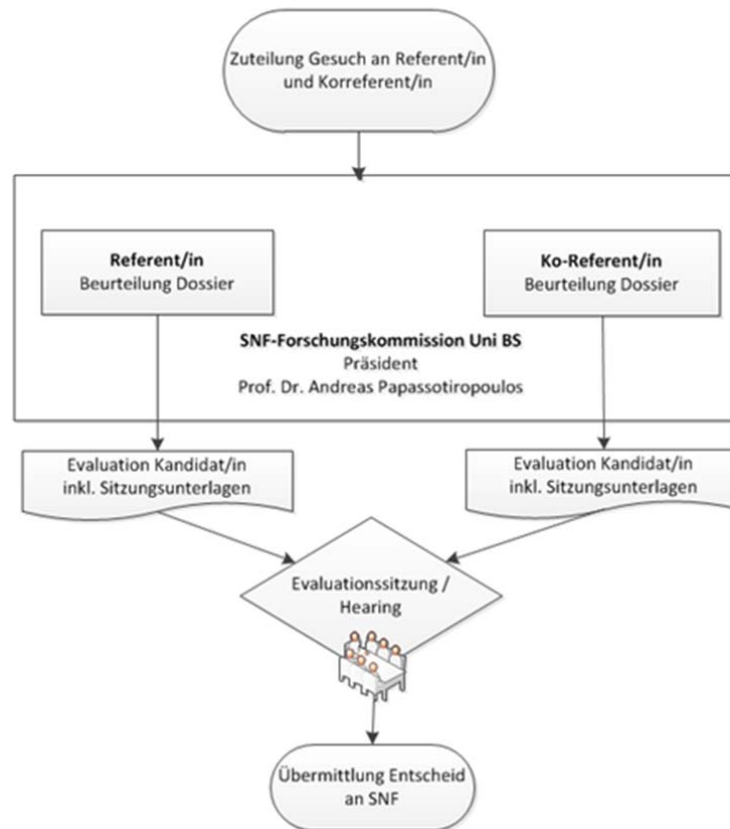 Zuteilung Gesuch an Referent/in
und Korreferent/in
Referent/in
Beurteilung Dossier
Ko-Referent/in
Beurteilung Dossier
SNF-Forschungskommission Uni BS
Präsident
Prof. Dr. Andreas Papassotiropoulos
Evaluation Kandidat/in
inkl. Sitzungsunterlagen
Evaluation Kandidat/in
inkl. Sitzungsunterlagen
Evaluationssitzung /
Hearing
Übermittlung Entscheid
an SNF